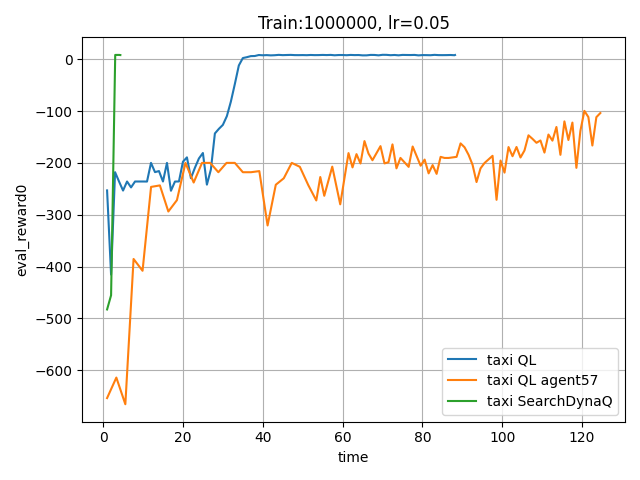 Train:1000000, lr=0.05
eval_reward0
0
−100
−200
−300
−400
−500
−600
0 20 40 60 80 100 120
time
taxi QL
taxi QL agent57
taxi SearchDynaQ